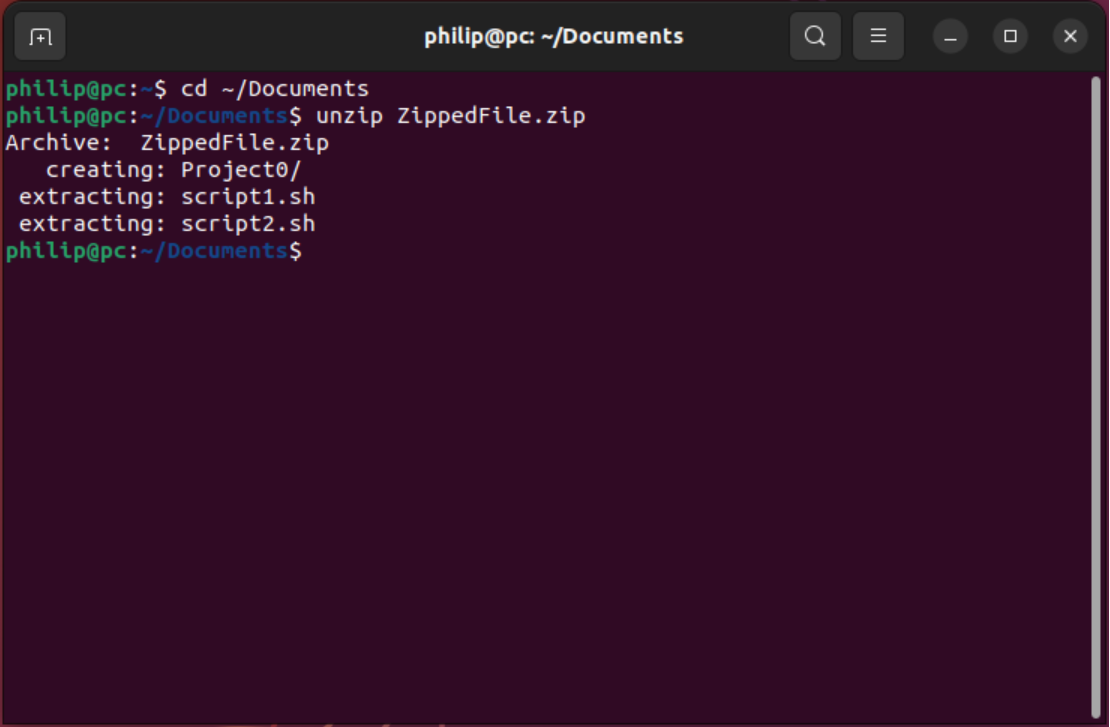 philip@pc: ~/Documents
philip@pc:~$ cd ~/Documents
philip@pc:~/Documents$ unzip ZippedFile.zip
Archive:  ZippedFile.zip
   creating: Project0/
 extracting: script1.sh
 extracting: script2.sh
philip@pc:~/Documents$